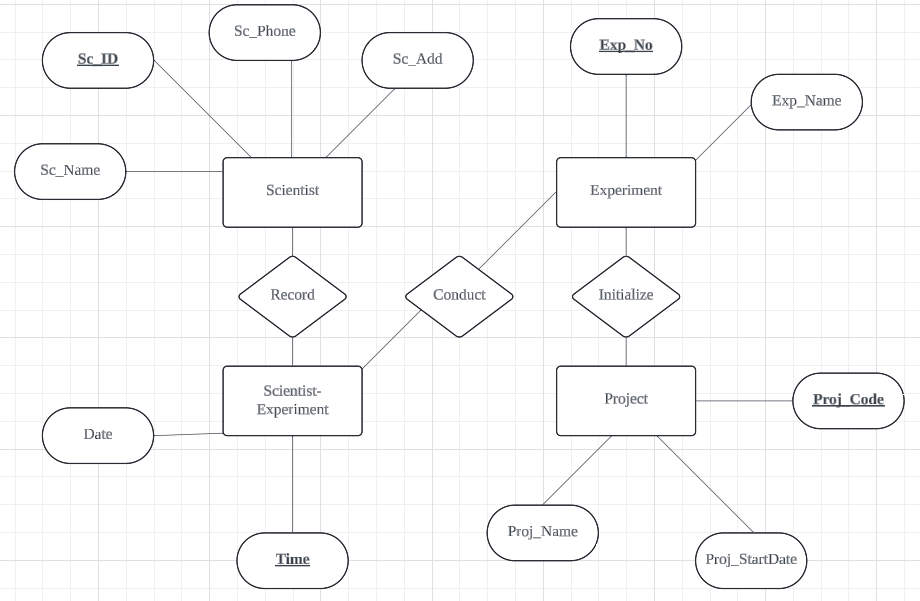 Sc_Phone
Sc_ID
Sc_Add
Exp_No
Exp_Name
Sc_Name
Scientist
Experiment
Record
Conduct
Initialize
Scientist-
Experiment
Project
Proj_Code
Date
Proj_Name
Time
Proj_StartDate